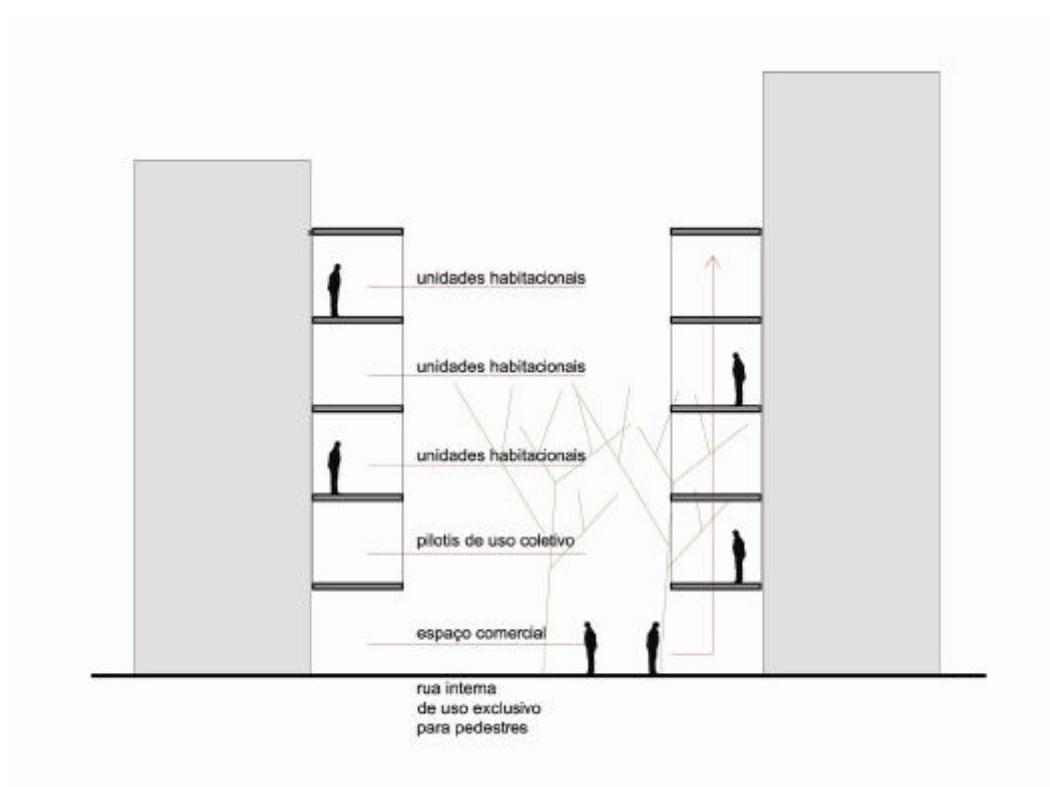 unidades habitacionais
unidades habitacionais
unidades habitacionais
pilotis de uso coletivo
espaço comercial
rua interna
de uso exclusivo
para pedestres